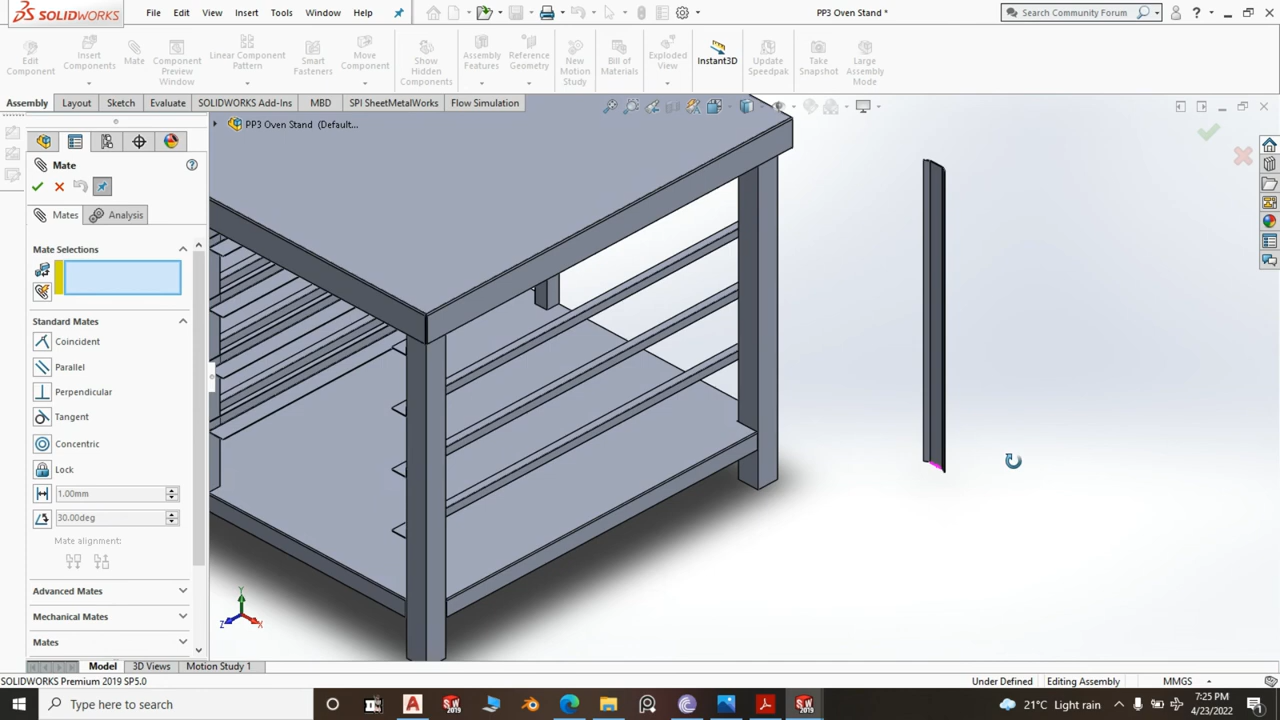 SOLIDWORKS File Edit View Insert Tools Window Help PP3 Oven Stand * Search Community Forum
Edit Component
Insert Components
Mate
Component Preview Window
Linear Component Pattern
Smart Fasteners
Move Component
Show Hidden Components
Assembly Features
Reference Geometry
New Motion Study
Bill of Materials
Exploded View
Instant3D
Update Speedpak
Take Snapshot
Large Assembly Mode
Assembly Layout Sketch Evaluate SOLIDWORKS Add-Ins MBD SPI SheetMetalWorks Flow Simulation
PP3 Oven Stand (Default...
Mate
Mates Analysis
Mate Selections
Standard Mates
Coincident
Parallel
Perpendicular
Tangent
Concentric
Lock
1.00mm
30.00deg
Mate alignment:
Advanced Mates
Mechanical Mates
Mates
Y
Z X
Model 3D Views Motion Study 1
SOLIDWORKS Premium 2019 SP5.0 Under Defined Editing Assembly MMGS
Type here to search 21°C Light rain 7:25 PM
4/23/2022